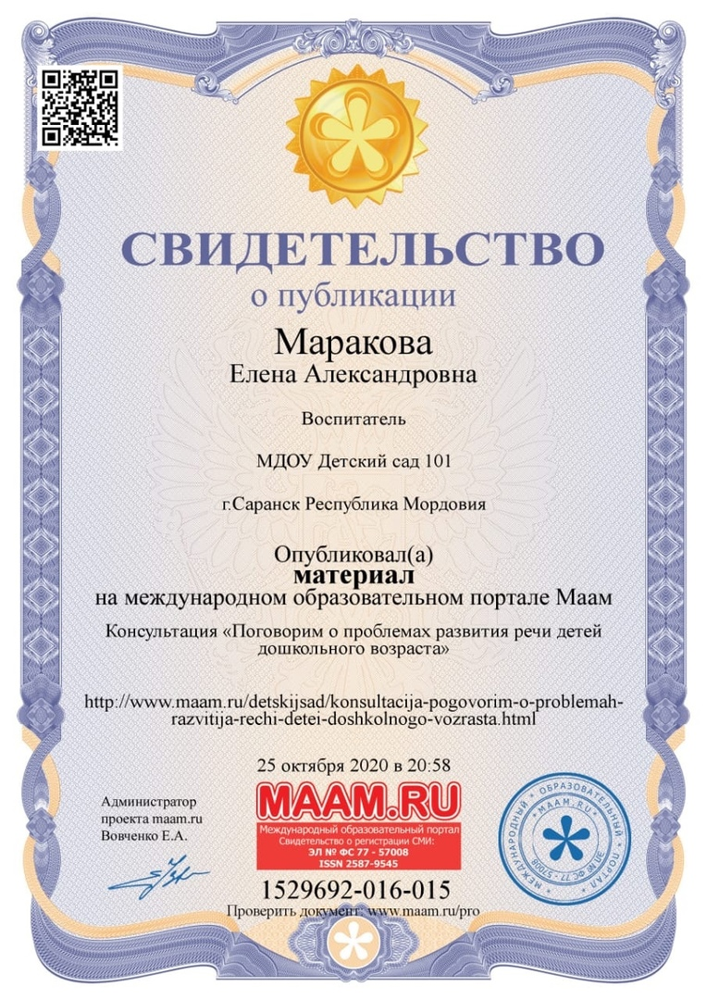 СВИДЕТЕЛЬСТВО
о публикации
Маракова
Елена Александровна
Воспитатель
МДОУ Детский сад 101
г.Саранск Республика Мордовия
Опубликовал(а)
материал
на международном образовательном портале Маам
Консультация «Поговорим о проблемах развития речи детей
дошкольного возраста»
http://www.maam.ru/detskijsad/konsultacija-pogovorim-o-problemah-
razvitija-rechi-detei-doshkolnogo-vozrasta.html
25 октября 2020 в 20:58
Администратор
проекта maam.ru
Вовченко Е.А.
MAAM.RU
Международный образовательный портал
Свидетельство о регистрации СМИ:
ЭЛ № ФС 77 - 57008
ISSN 2587-9545
МЕЖДУНАРОДНЫЙ * ОБРАЗОВАТЕЛЬНЫЙ * ПОРТАЛ *
* MAAM.RU *
ЭЛ № ФС 77 - 57008
1529692-016-015
Проверить документ: www.maam.ru/pro